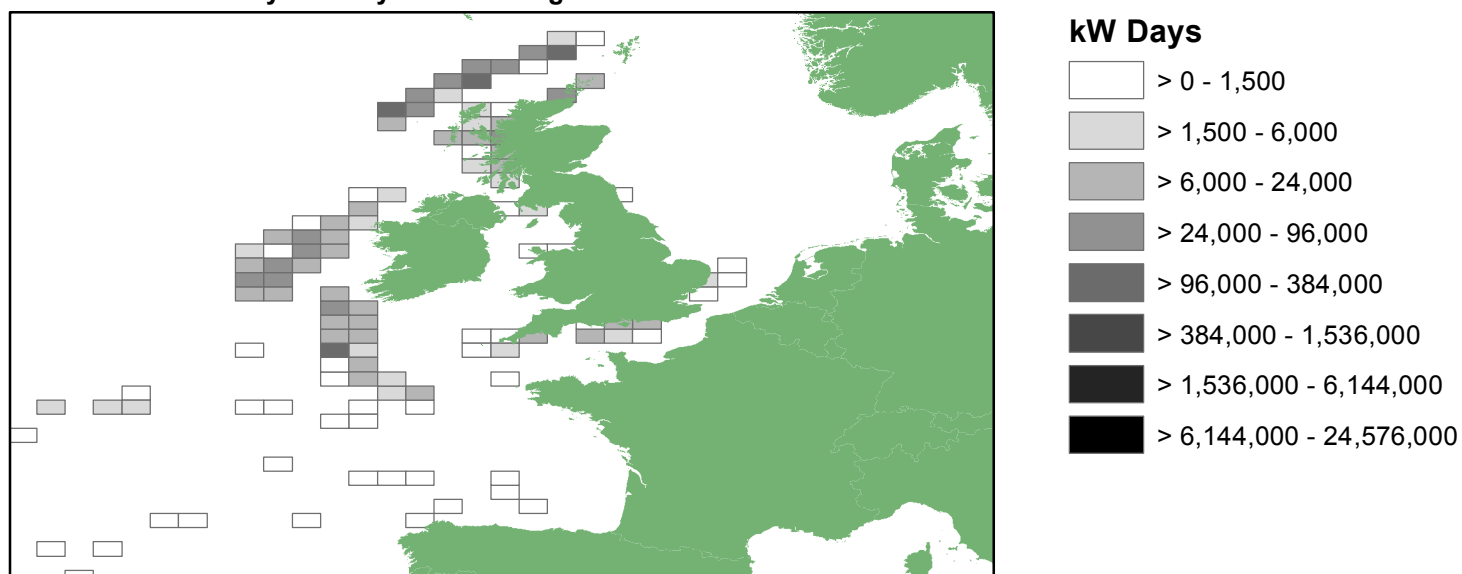 kW Days
> 0 - 1,500
> 1,500 - 6,000
> 6,000 - 24,000
> 24,000 - 96,000
> 96,000 - 384,000
> 384,000 - 1,536,000
> 1,536,000 - 6,144,000
> 6,144,000 - 24,576,000